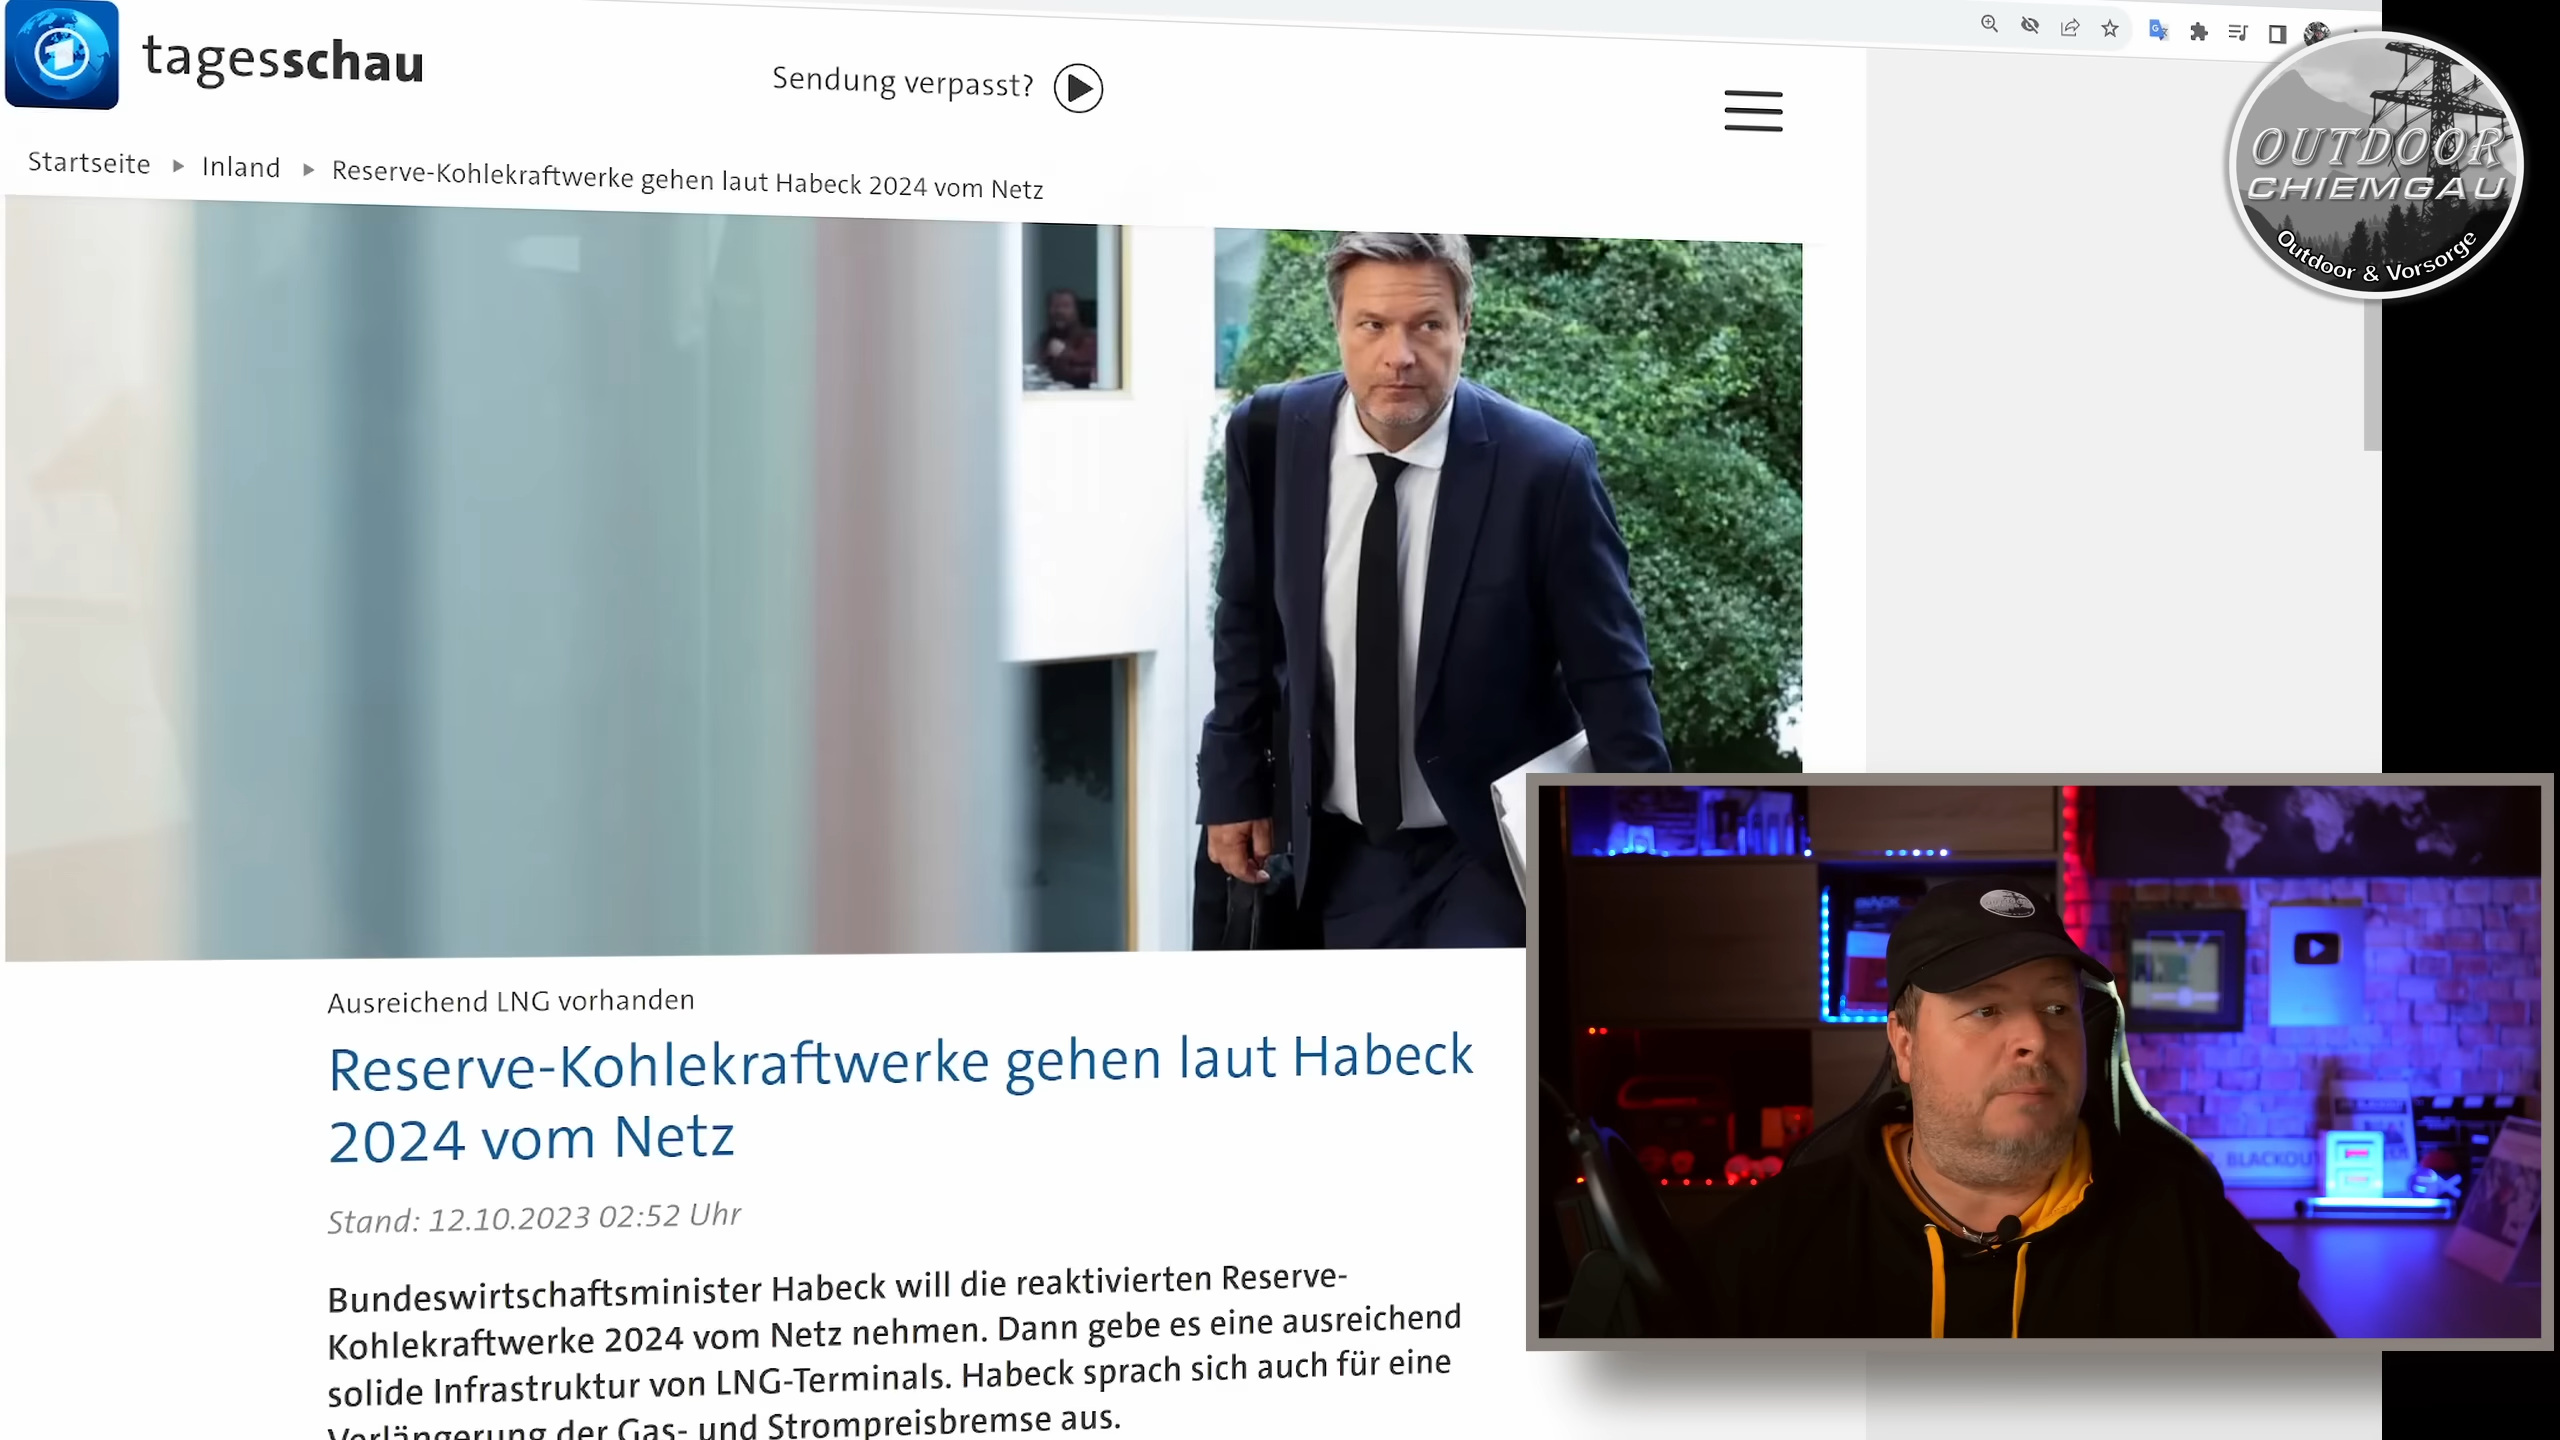 tagesschau
Sendung verpasst?
Startseite ▸ Inland ▸ Reserve-Kohlekraftwerke gehen laut Habeck 2024 vom Netz
OUTDOOR
CHIEMGAU
Outdoor & Vorsorge
Ausreichend LNG vorhanden
Reserve-Kohlekraftwerke gehen laut Habeck
2024 vom Netz
Stand: 12.10.2023 02:52 Uhr
Bundeswirtschaftsminister Habeck will die reaktivierten Reserve-
Kohlekraftwerke 2024 vom Netz nehmen. Dann gebe es eine ausreichend
solide Infrastruktur von LNG-Terminals. Habeck sprach sich auch für eine
Verlängerung der Gas- und Strompreisbremse aus.
BLACKOUT